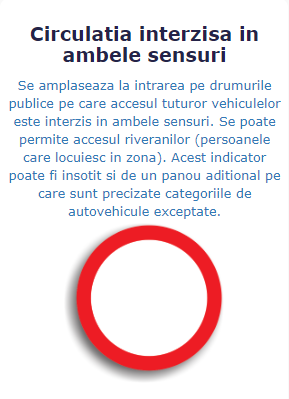 Circulatia interzisa in
ambele sensuri
Se amplaseaza la intrarea pe drumurile
publice pe care accesul tuturor vehiculelor
este interzis in ambele sensuri. Se poate
permite accesul riveranilor (persoanele
care locuiesc in zona). Acest indicator
poate fi insotit si de un panou aditional pe
care sunt precizate categoriile de
autovehicule exceptate.